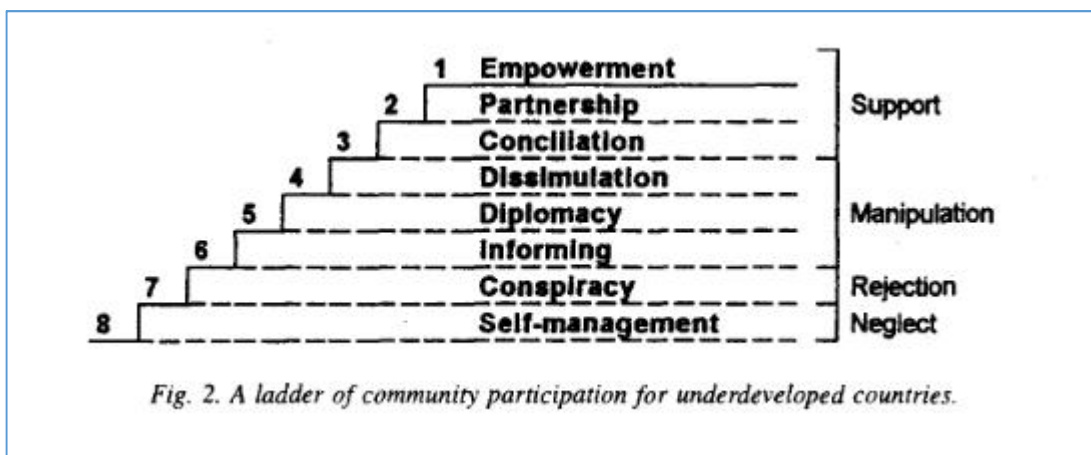 1 Empowerment
2 Partnership Support
3 Conciliation
4 Dissimulation
5 Diplomacy Manipulation
6 Informing
7 Conspiracy Rejection
8 Self-management Neglect
Fig. 2. A ladder of community participation for underdeveloped countries.